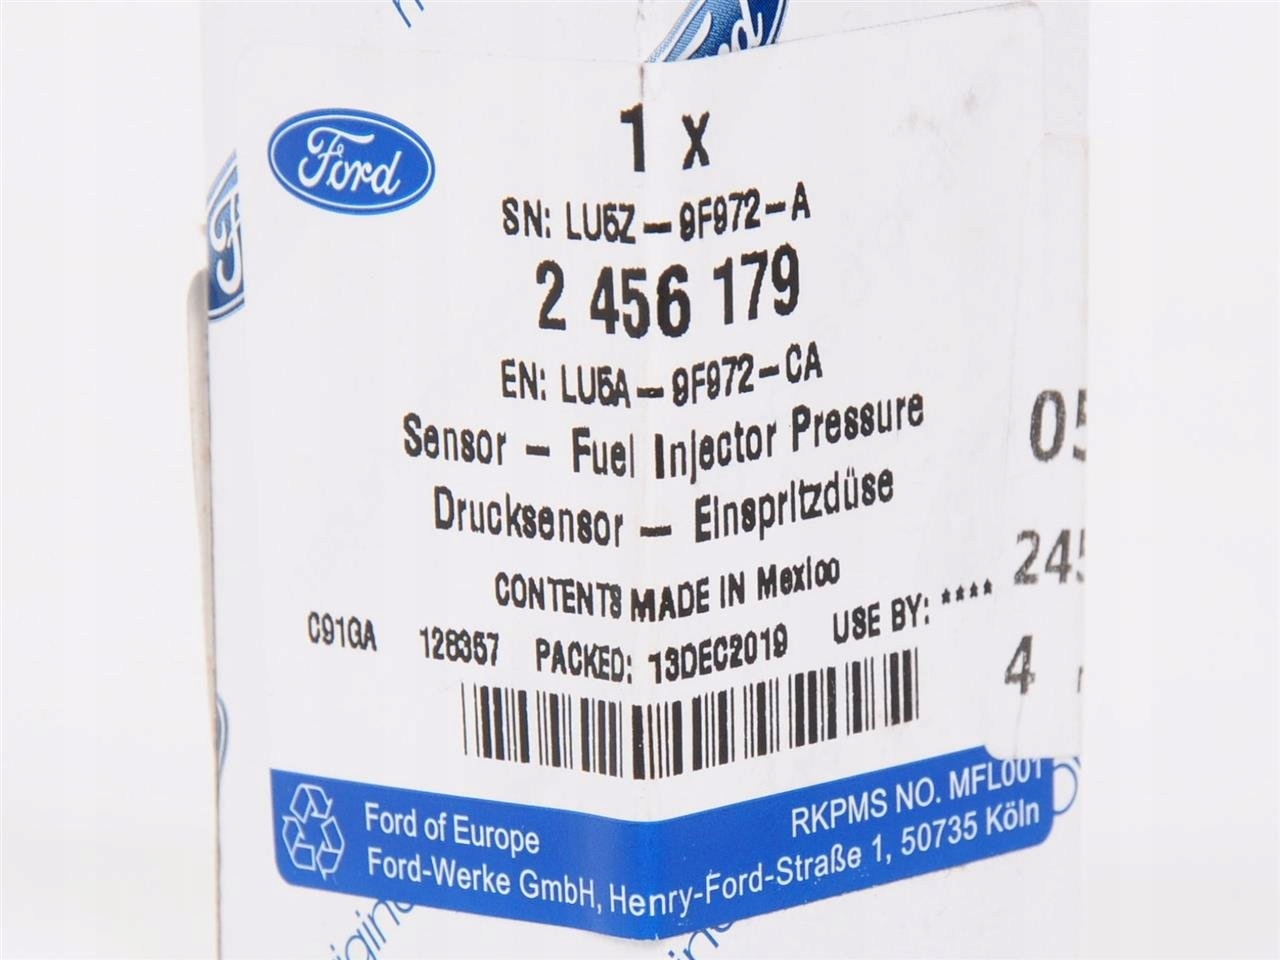 Ford
1 x
SN: LU5Z-9F972-A
2 456 179
EN: LU5A-9F972-CA
Sensor - Fuel Injector Pressure
Drucksensor - Einspritzdüse
CONTENTS MADE IN Mexico
C91GA 128357 PACKED: 13DEC2019 USE BY: ****
05
245
4
Ford of Europe
Ford-Werke GmbH, Henry-Ford-Straße 1, 50735 Köln
RKPMS NO. MFL001